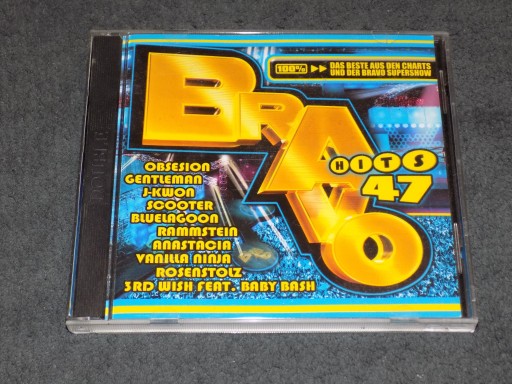 100% DAS BESTE AUS DEN CHARTS
UND DER BRAVO SUPERSHOW
BRAVO
HITS
47
OBSESION
GENTLEMAN
J-KWON
SCOOTER
BLUELAGOON
RAMMSTEIN
ANASTACIA
VANILLA NINJA
ROSENSTOLZ
3RD WISH FEAT. BABY BASH